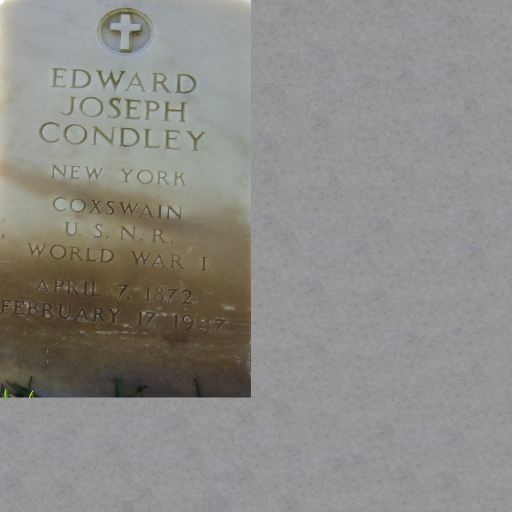 EDWARD
JOSEPH
CONDLEY
NEW YORK
COXSWAIN
U. S. N. R.
WORLD WAR I
APRIL 7, 1872
FEBRUARY 17, 1947